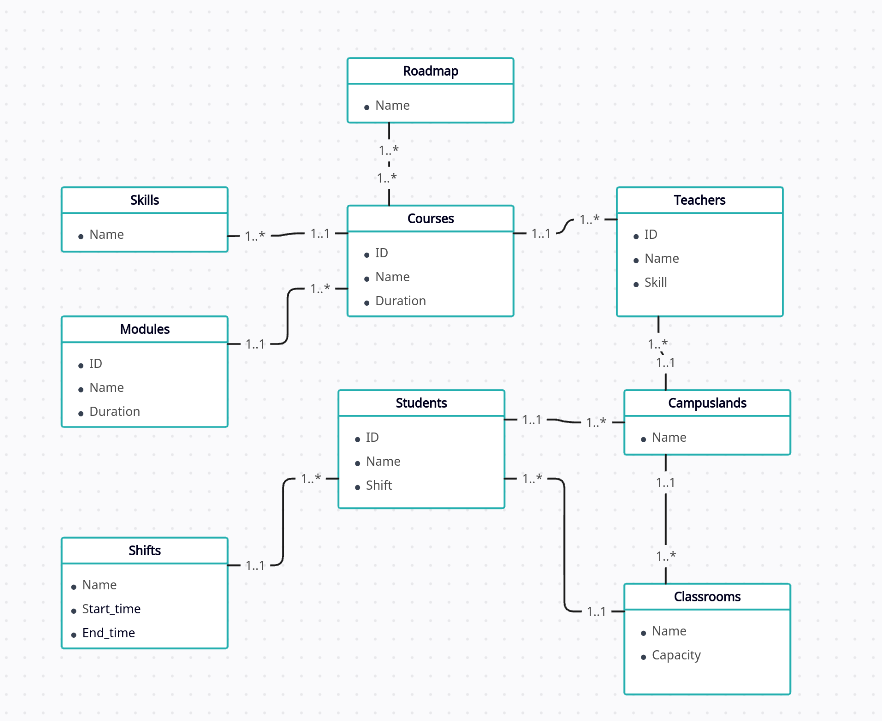 Roadmap
Name
1..*
1..*
Skills
Name
1..*
1..1
Courses
ID
Name
Duration
1..1
1..*
Teachers
ID
Name
Skill
1..*
Modules
ID
Name
Duration
1..1
1..*
1..1
Students
ID
Name
Shift
1..1
1..*
Campuslands
Name
1..*
1..*
1..1
Shifts
Name
Start_time
End_time
1..1
1..*
Classrooms
Name
Capacity
1..1